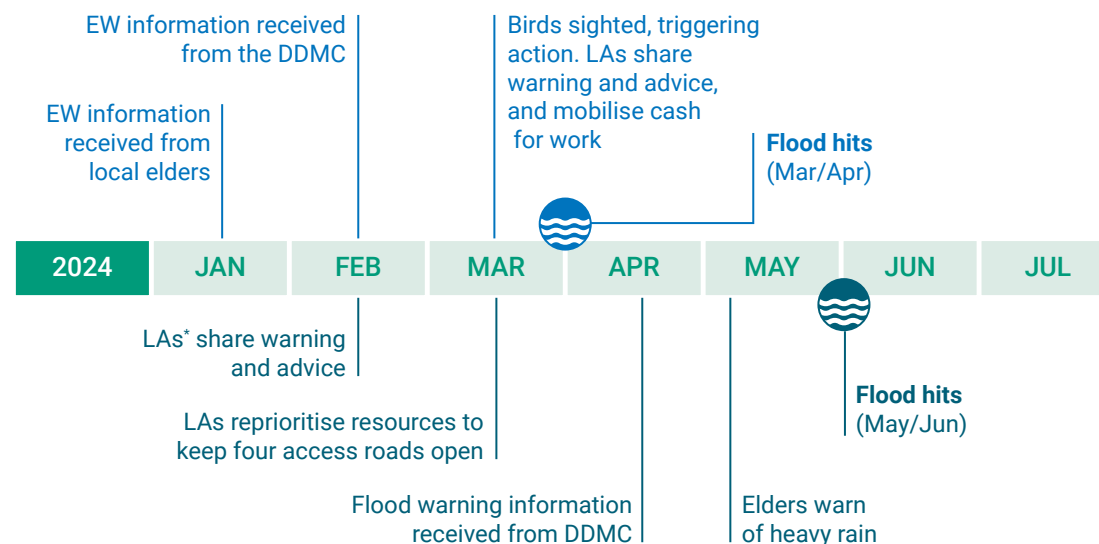 EW information received
from the DDMC
Birds sighted, triggering
action. LAs share
warning and advice,
and mobilise cash
for work
EW information
received from
local elders
Flood hits
(Mar/Apr)
2024 JAN FEB MAR APR MAY JUN JUL
LAs* share warning
and advice
LAs reprioritise resources to
keep four access roads open
Flood hits
(May/Jun)
Flood warning information
received from DDMC
Elders warn
of heavy rain